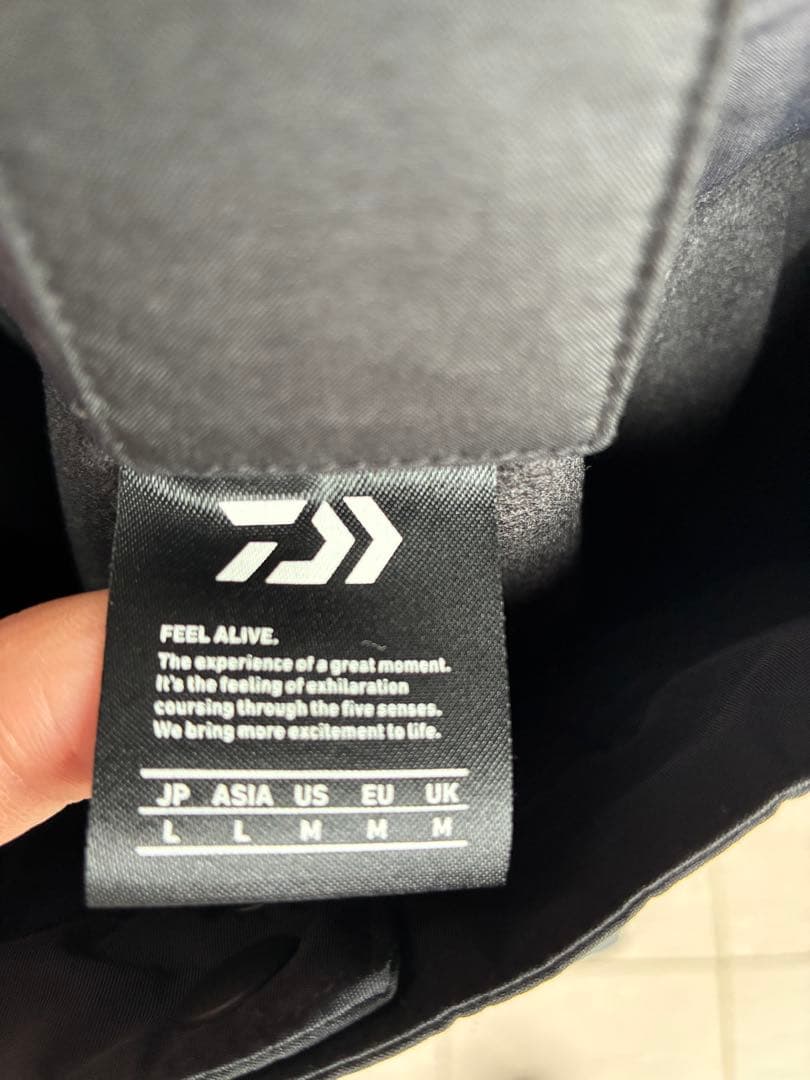 FEEL ALIVE.
The experience of a great moment.
It's the feeling of exhilaration
coursing through the five senses.
We bring more excitement to life.
JP ASIA US EU UK
L L M M M